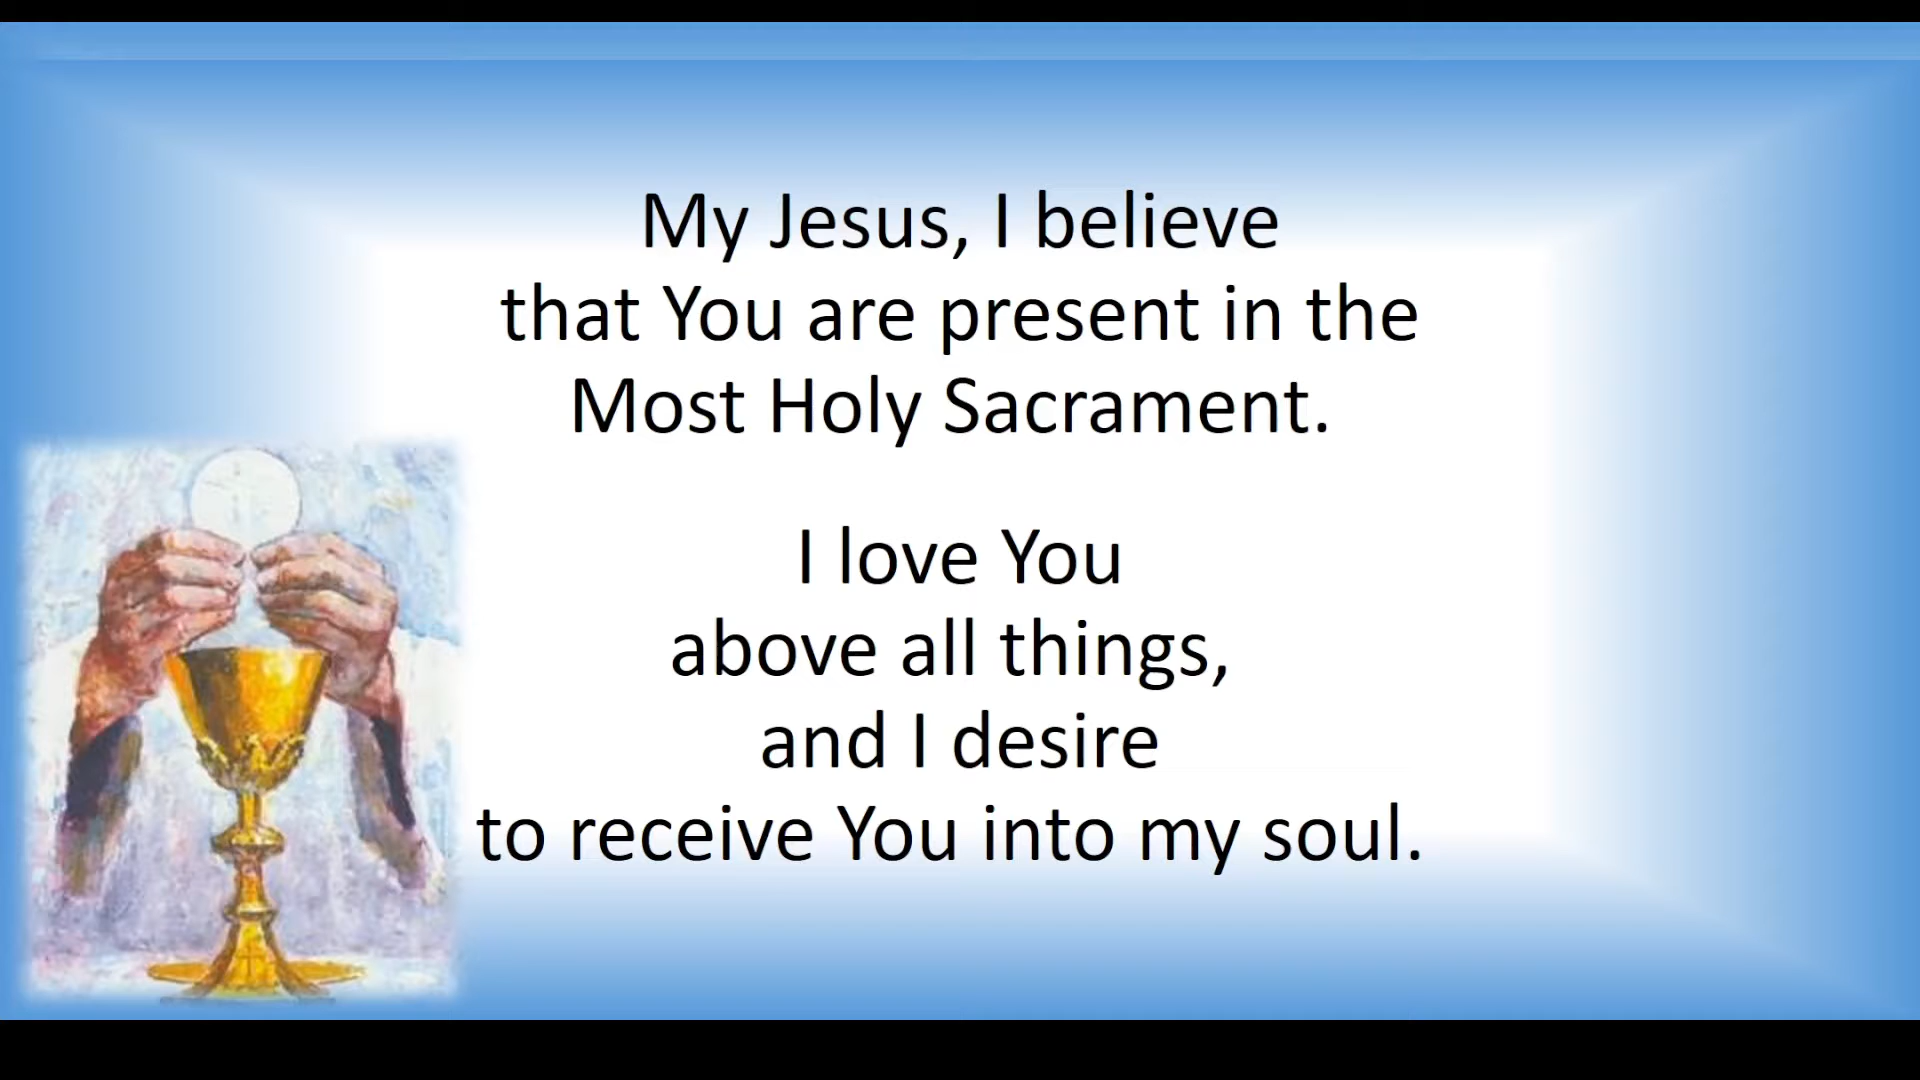 My Jesus, I believe
that You are present in the
Most Holy Sacrament.
I love You
above all things,
and I desire
to receive You into my soul.